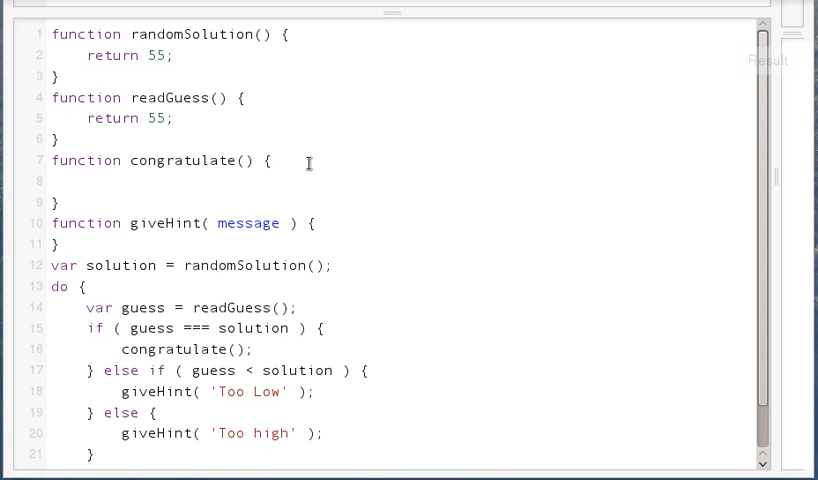 1 function randomSolution() {
2 return 55;
3 }
4 function readGuess() {
5 return 55;
6 }
7 function congratulate() {
8
9 }
10 function giveHint( message ) {
11 }
12 var solution = randomSolution();
13 do {
14 var guess = readGuess();
15 if ( guess === solution ) {
16 congratulate();
17 } else if ( guess < solution ) {
18 giveHint( 'Too Low' );
19 } else {
20 giveHint( 'Too high' );
21 }
Result